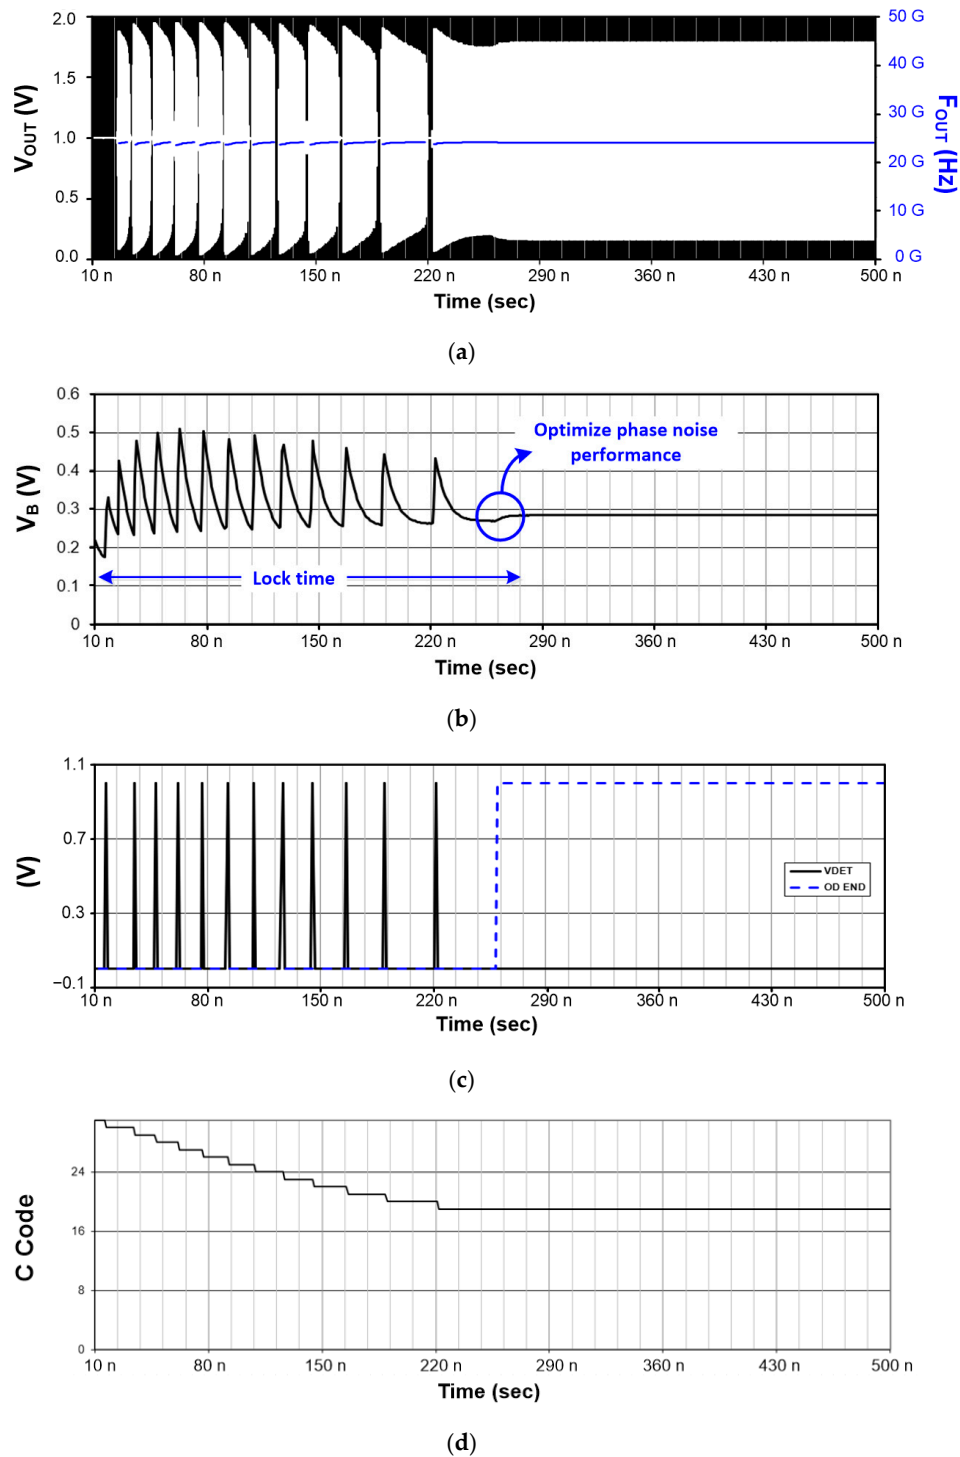 2.0
1.5
1.0
0.5
0.0
V_OUT (V)
50 G
40 G
30 G
20 G
10 G
0 G
F_OUT (Hz)
10 n 80 n 150 n 220 n 290 n 360 n 430 n 500 n
Time (sec)
(a)
0.6
0.5
0.4
0.3
0.2
0.1
0
V_B (V)
Optimize phase noise
performance
Lock time
10 n 80 n 150 n 220 n 290 n 360 n 430 n 500 n
Time (sec)
(b)
1.1
0.7
0.3
−0.1
(V)
VDET
OD END
10 n 80 n 150 n 220 n 290 n 360 n 430 n 500 n
Time (sec)
(c)
24
16
8
0
C Code
10 n 80 n 150 n 220 n 290 n 360 n 430 n 500 n
Time (sec)
(d)